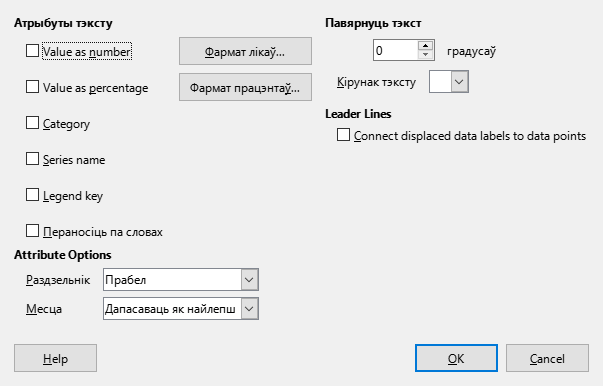 Атрыбуты тэксту
Value as number
Фармат лікаў...
Value as percentage
Фармат працэнтаў...
Category
Series name
Legend key
Пераносіць па словах
Attribute Options
Раздзельнік
Прабел
Месца
Дапасаваць як найлепш
Павярнуць тэкст
0
градусаў
Кірунак тэксту
Leader Lines
Connect displaced data labels to data points
Help
OK
Cancel